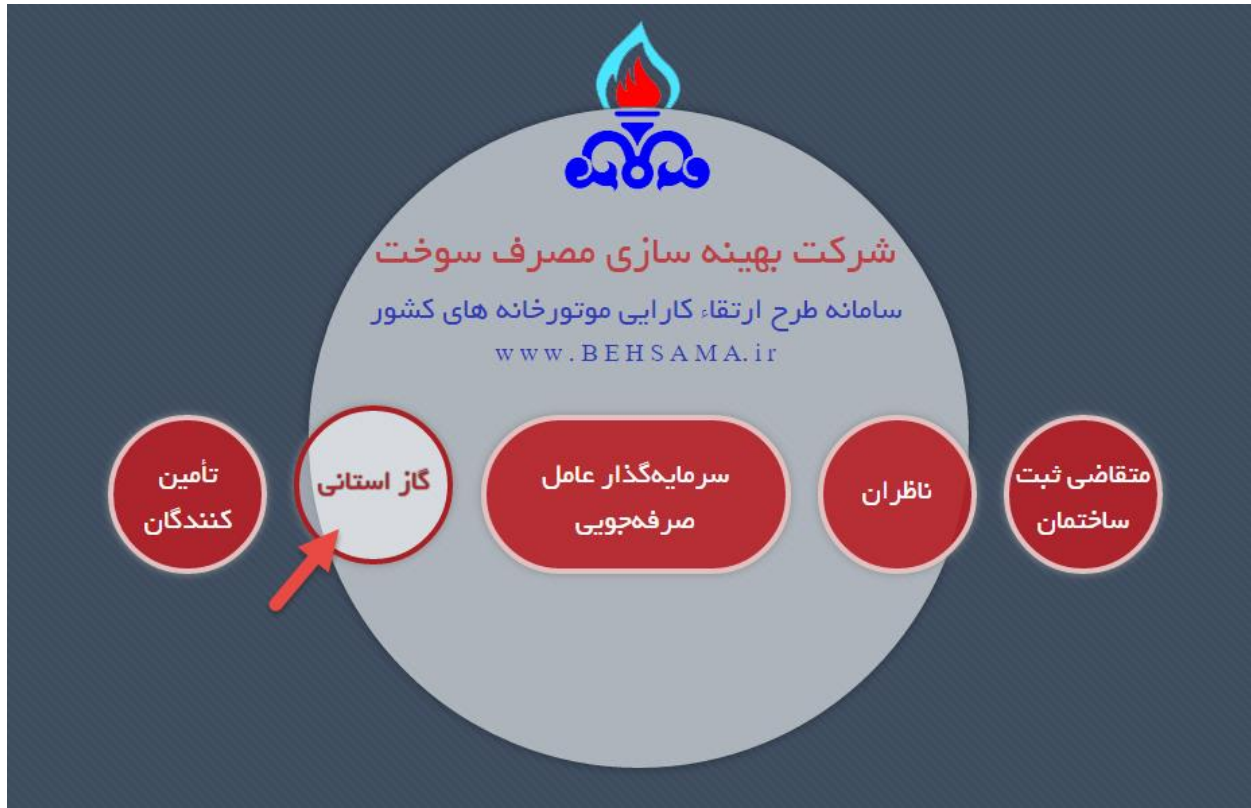 شرکت بهینه سازی مصرف سوخت
سامانه طرح ارتقاء کارایی موتورخانه های کشور
www.BEHSAMA.ir
متقاضی ثبت
ساختمان
ناظران
سرمایه‌گذار عامل
صرفه‌جویی
گاز استانی
تأمین
کنندگان